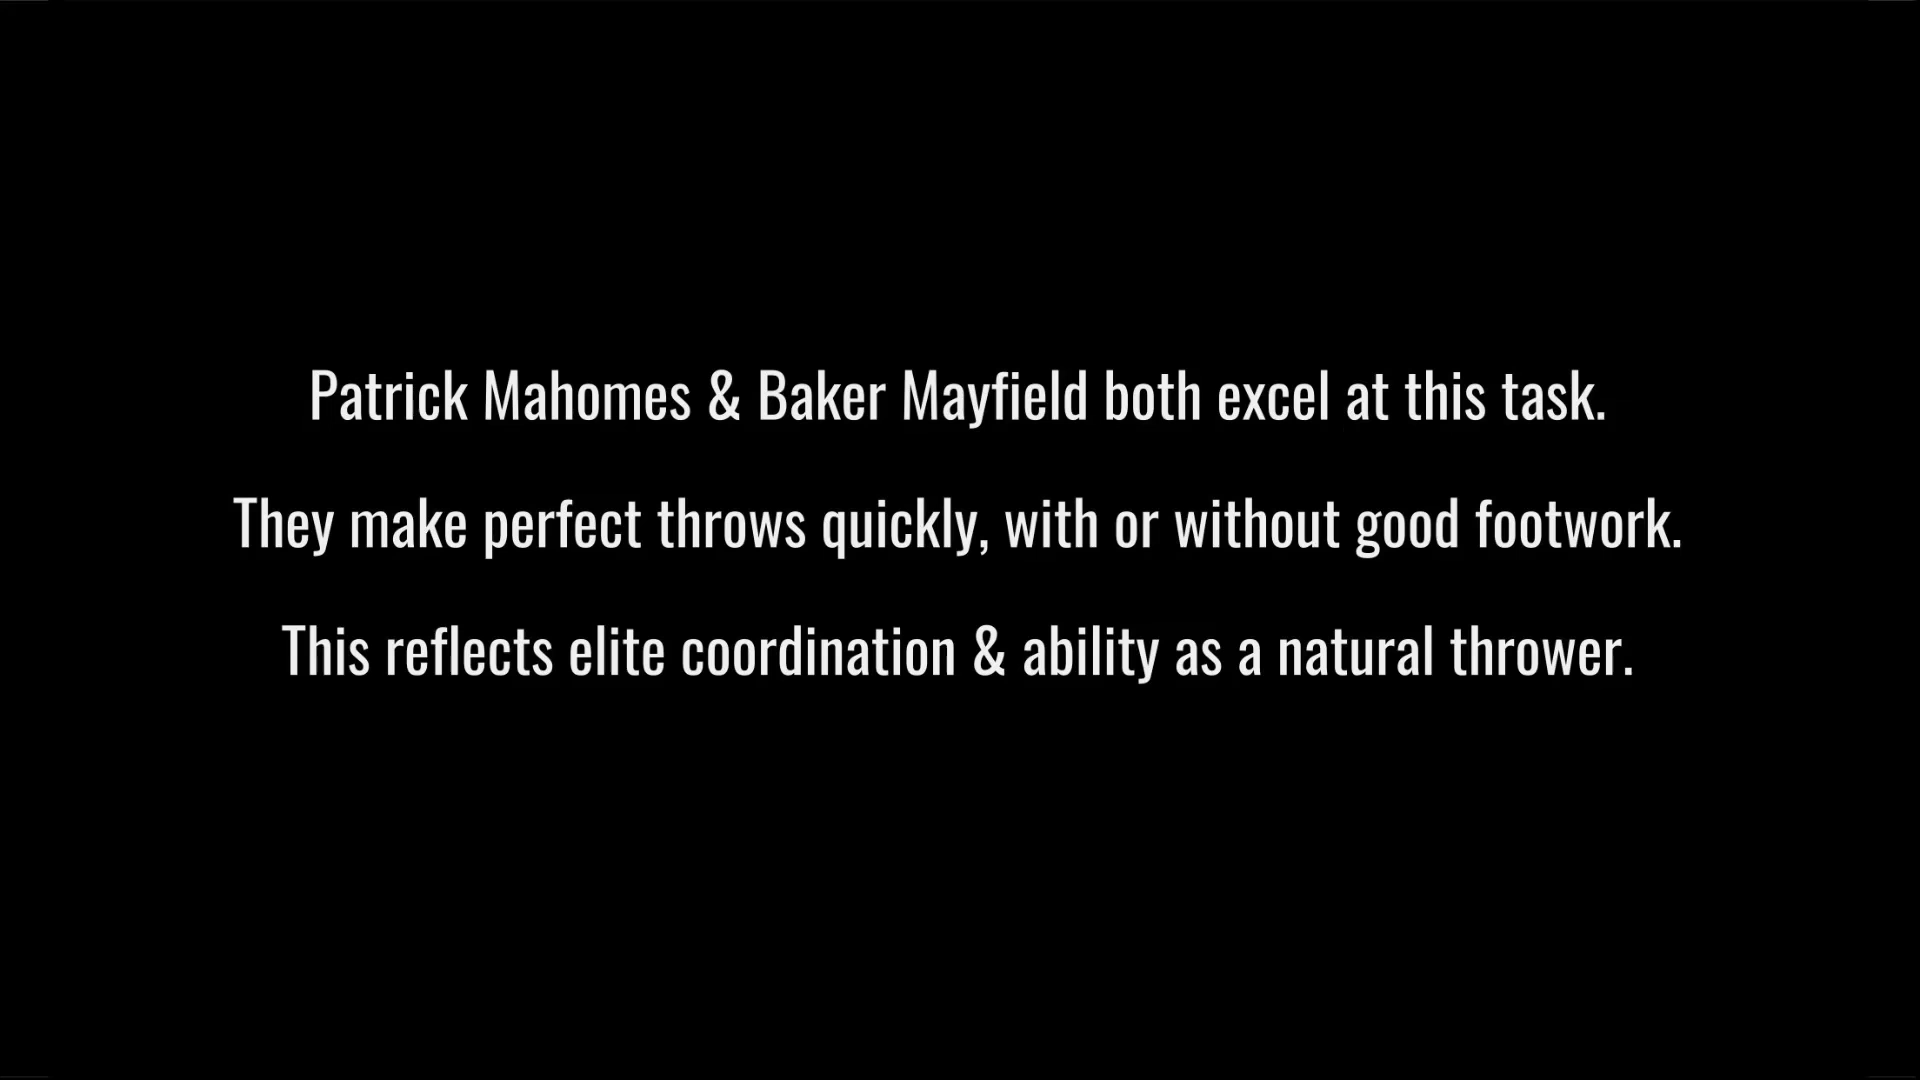 Patrick Mahomes & Baker Mayfield both excel at this task.
They make perfect throws quickly, with or without good footwork.
This reflects elite coordination & ability as a natural thrower.